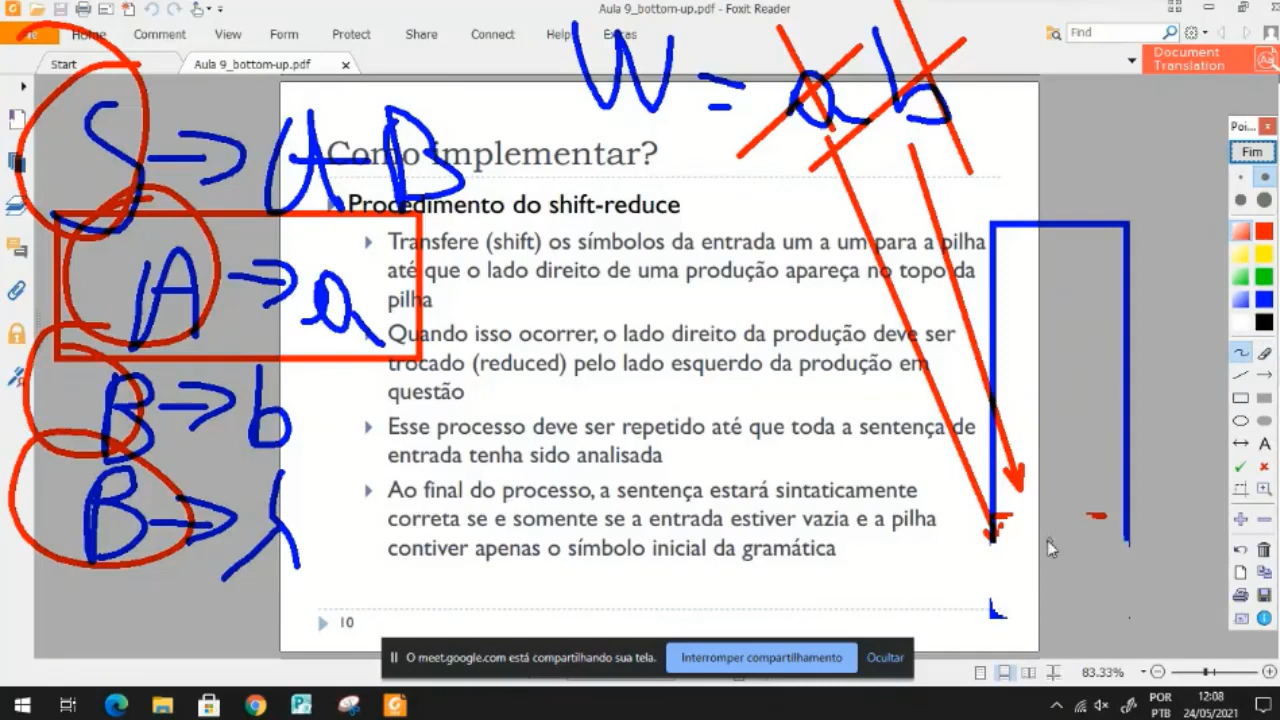 Aula 9_bottom-up.pdf - Foxit Reader
File Home Comment View Form Protect Share Connect Help Extras
Find
Document
Translation
Start Aula 9_bottom-up.pdf
W = ab
S → AB
A → a
B → b
B → λ
Como implementar?
Procedimento do shift-reduce
Transfere (shift) os símbolos da entrada um a um para a pilha
até que o lado direito de uma produção apareça no topo da
pilha
Quando isso ocorrer, o lado direito da produção deve ser
trocado (reduced) pelo lado esquerdo da produção em
questão
Esse processo deve ser repetido até que toda a sentença de
entrada tenha sido analisada
Ao final do processo, a sentença estará sintaticamente
correta se e somente se a entrada estiver vazia e a pilha
contiver apenas o símbolo inicial da gramática
10
Poi...
Fim
A
O meet.google.com está compartilhando sua tela. Interromper compartilhamento Ocultar
83.33%
POR
PTB
12:08
24/05/2021